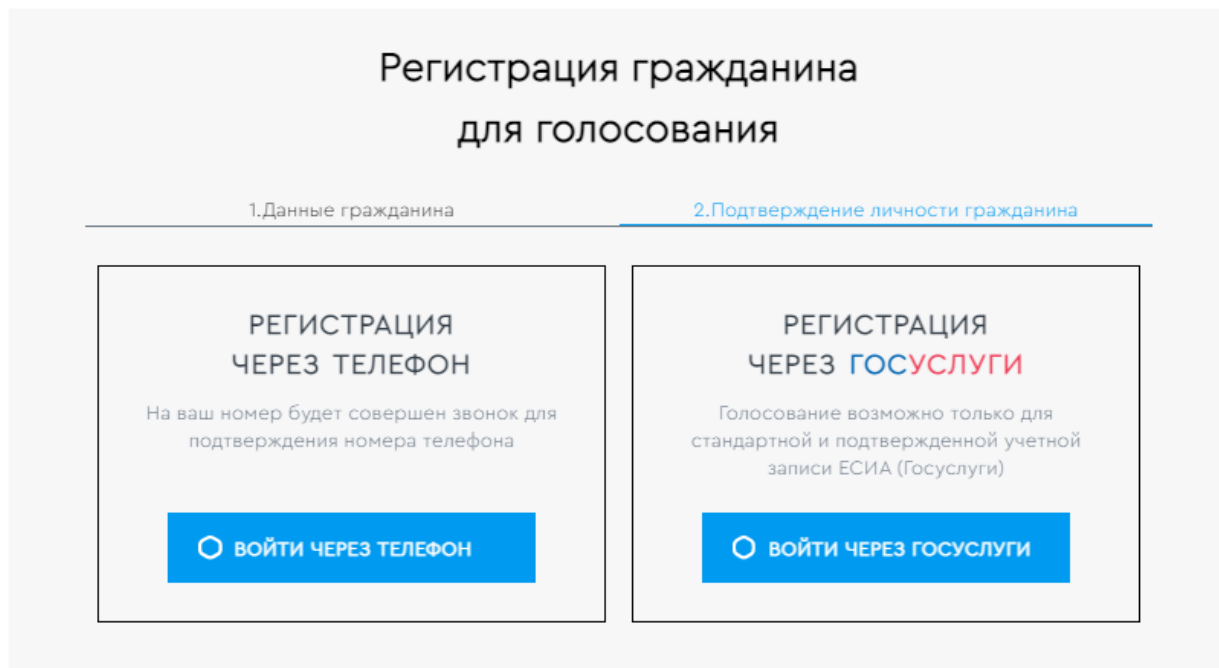 Регистрация гражданина
для голосования
1.Данные гражданина
2.Подтверждение личности гражданина
РЕГИСТРАЦИЯ
ЧЕРЕЗ ТЕЛЕФОН
На ваш номер будет совершен звонок для
подтверждения номера телефона
ВОЙТИ ЧЕРЕЗ ТЕЛЕФОН
РЕГИСТРАЦИЯ
ЧЕРЕЗ ГОСУСЛУГИ
Голосование возможно только для
стандартной и подтвержденной учетной
записи ЕСИА (Госуслуги)
ВОЙТИ ЧЕРЕЗ ГОСУСЛУГИ